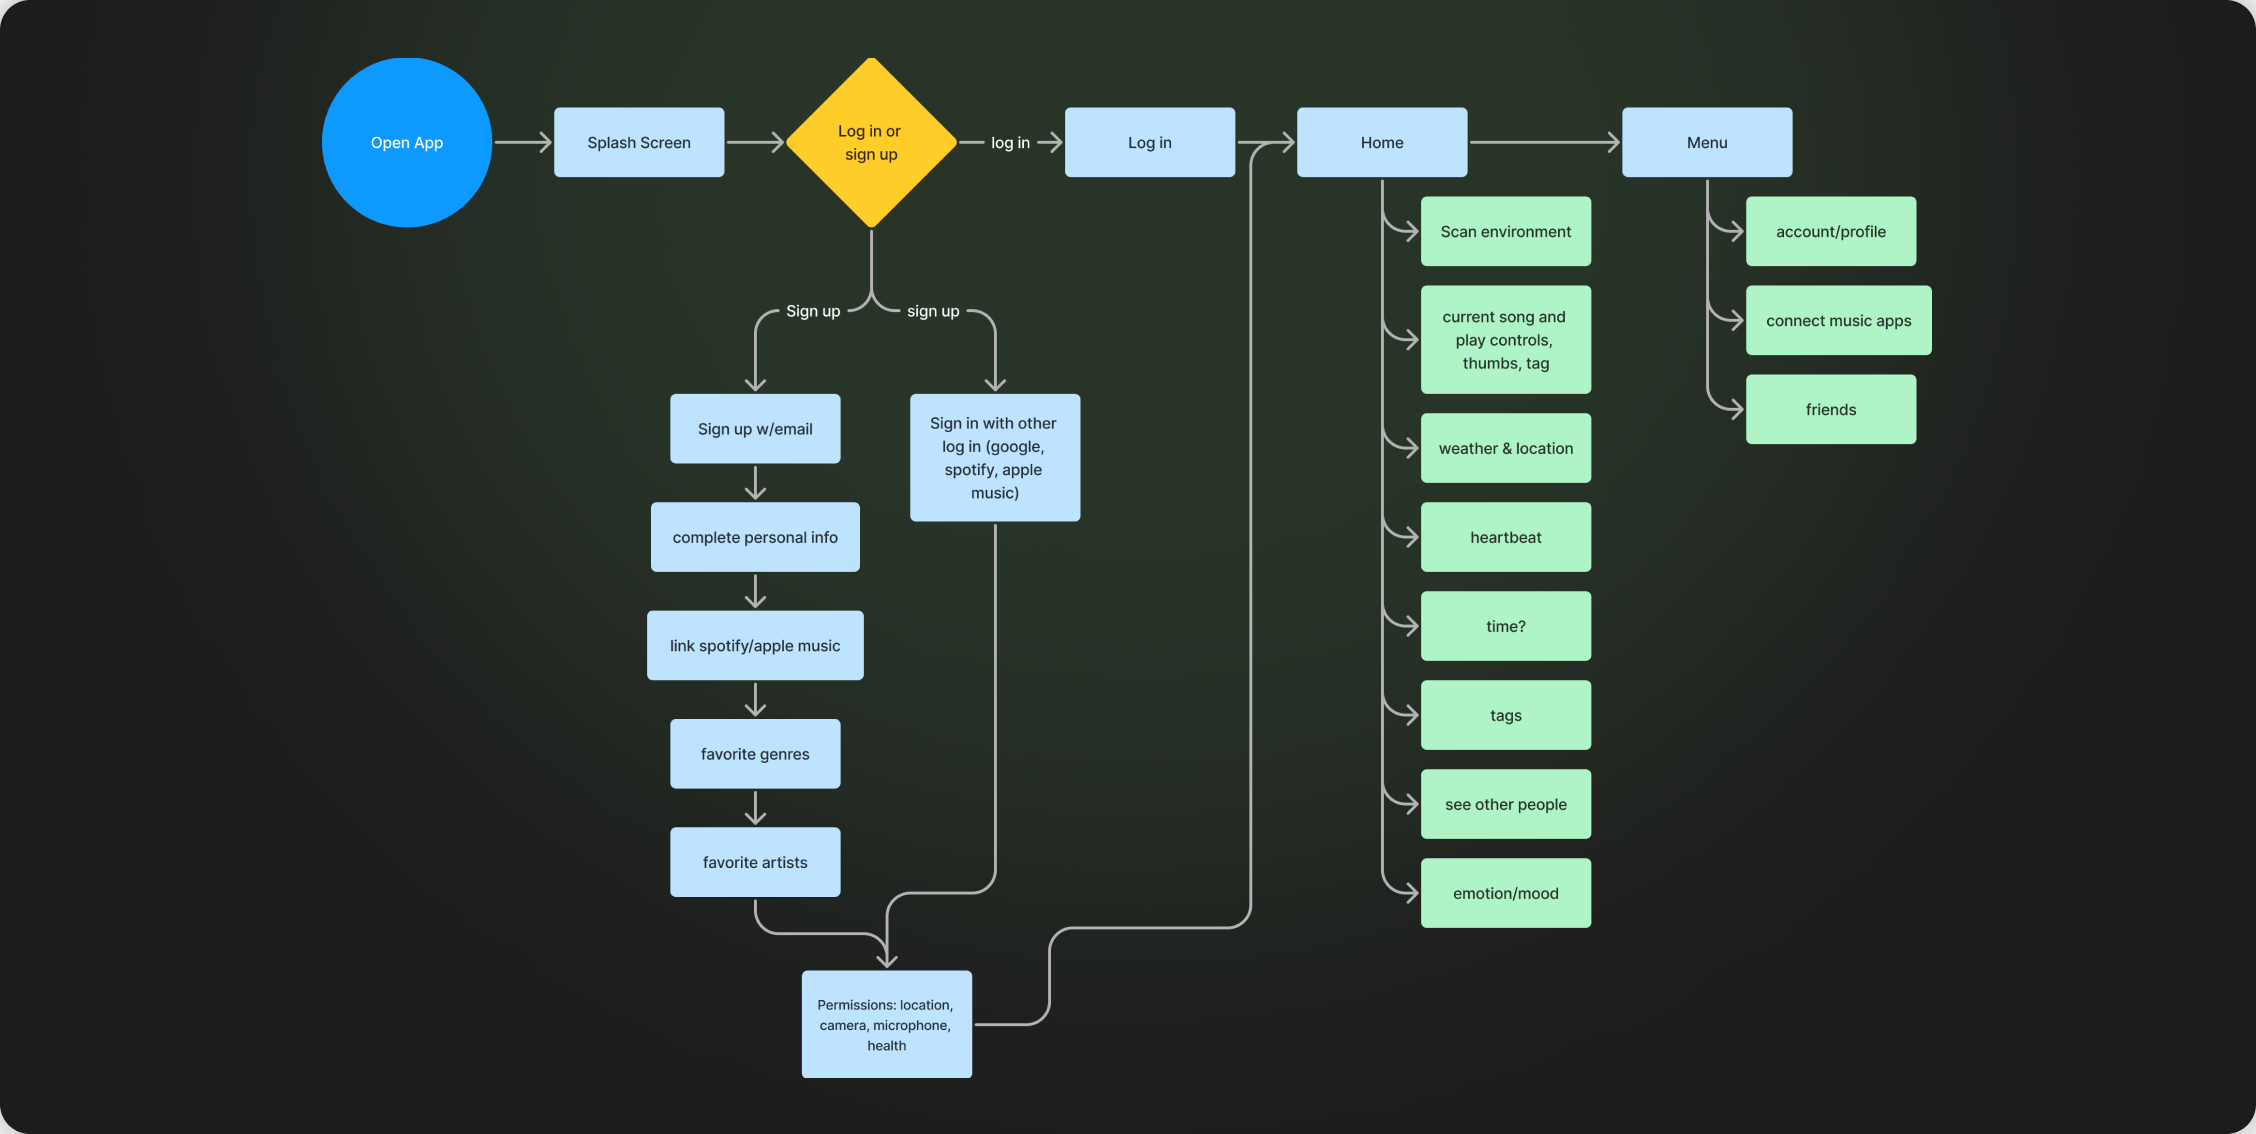 Open App
Splash Screen
Log in or
sign up
log in
Log in
Home
Menu
Scan environment
account/profile
current song and
play controls,
thumbs, tag
connect music apps
friends
weather & location
heartbeat
time?
tags
see other people
emotion/mood
Sign up
sign up
Sign up w/email
Sign in with other
log in (google,
spotify, apple
music)
complete personal info
link spotify/apple music
favorite genres
favorite artists
Permissions: location,
camera, microphone,
health